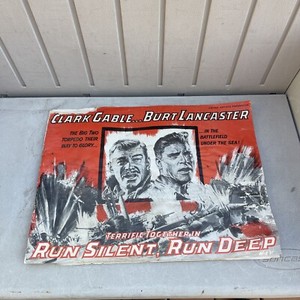 CLARK GABLE... BURT LANCASTER
THE BIG TWO
TORPEDO THEIR
WAY TO GLORY...
...IN THE
BATTLEFIELD
UNDER THE SEA!
TERRIFIC TOGETHER IN
RUN SILENT, RUN DEEP